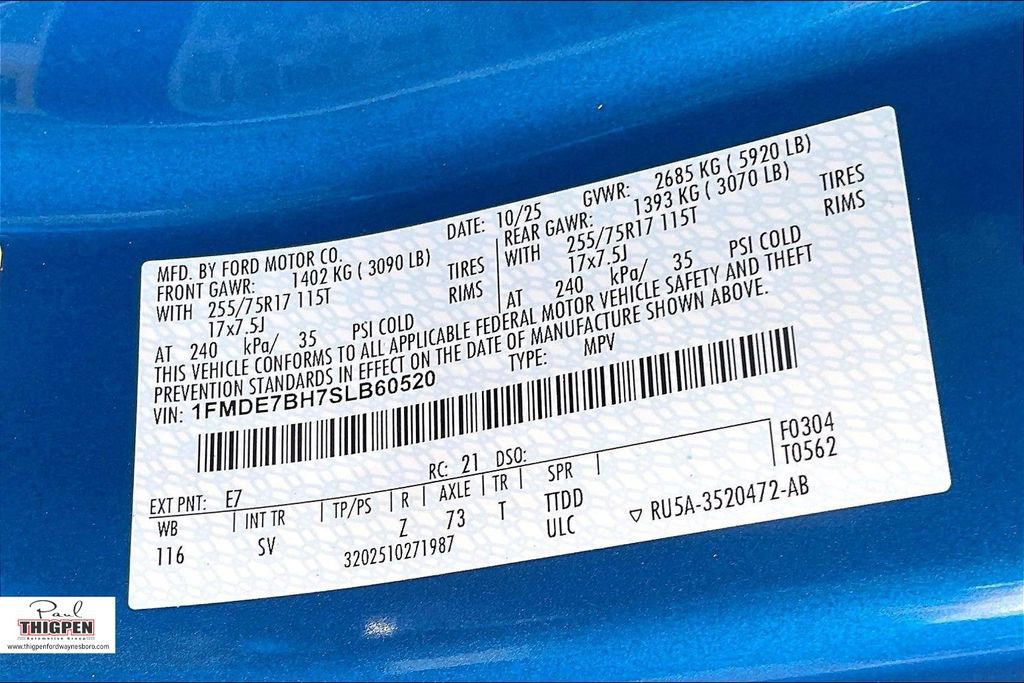 MFD. BY FORD MOTOR CO.
DATE: 10/25
GVWR: 2685 KG ( 5920 LB)
FRONT GAWR: 1402 KG ( 3090 LB)
WITH 255/75R17 115T TIRES
17x7.5J RIMS
AT 240 kPa/ 35 PSI COLD
REAR GAWR: 1393 KG ( 3070 LB)
WITH 255/75R17 115T TIRES
17x7.5J RIMS
AT 240 kPa/ 35 PSI COLD
THIS VEHICLE CONFORMS TO ALL APPLICABLE FEDERAL MOTOR VEHICLE SAFETY AND THEFT
PREVENTION STANDARDS IN EFFECT ON THE DATE OF MANUFACTURE SHOWN ABOVE.
VIN: 1FMDE7BH7SLB60520
TYPE: MPV
F0304
T0562
EXT PNT: E7 RC: 21 DSO:
WB INT TR TP/PS R AXLE TR SPR
116 SV Z 73 T TTDD
ULC
3202510271987
▽ RU5A-3520472-AB
Paul
THIGPEN
Automotive Group
www.thigpenfordwaynesboro.com